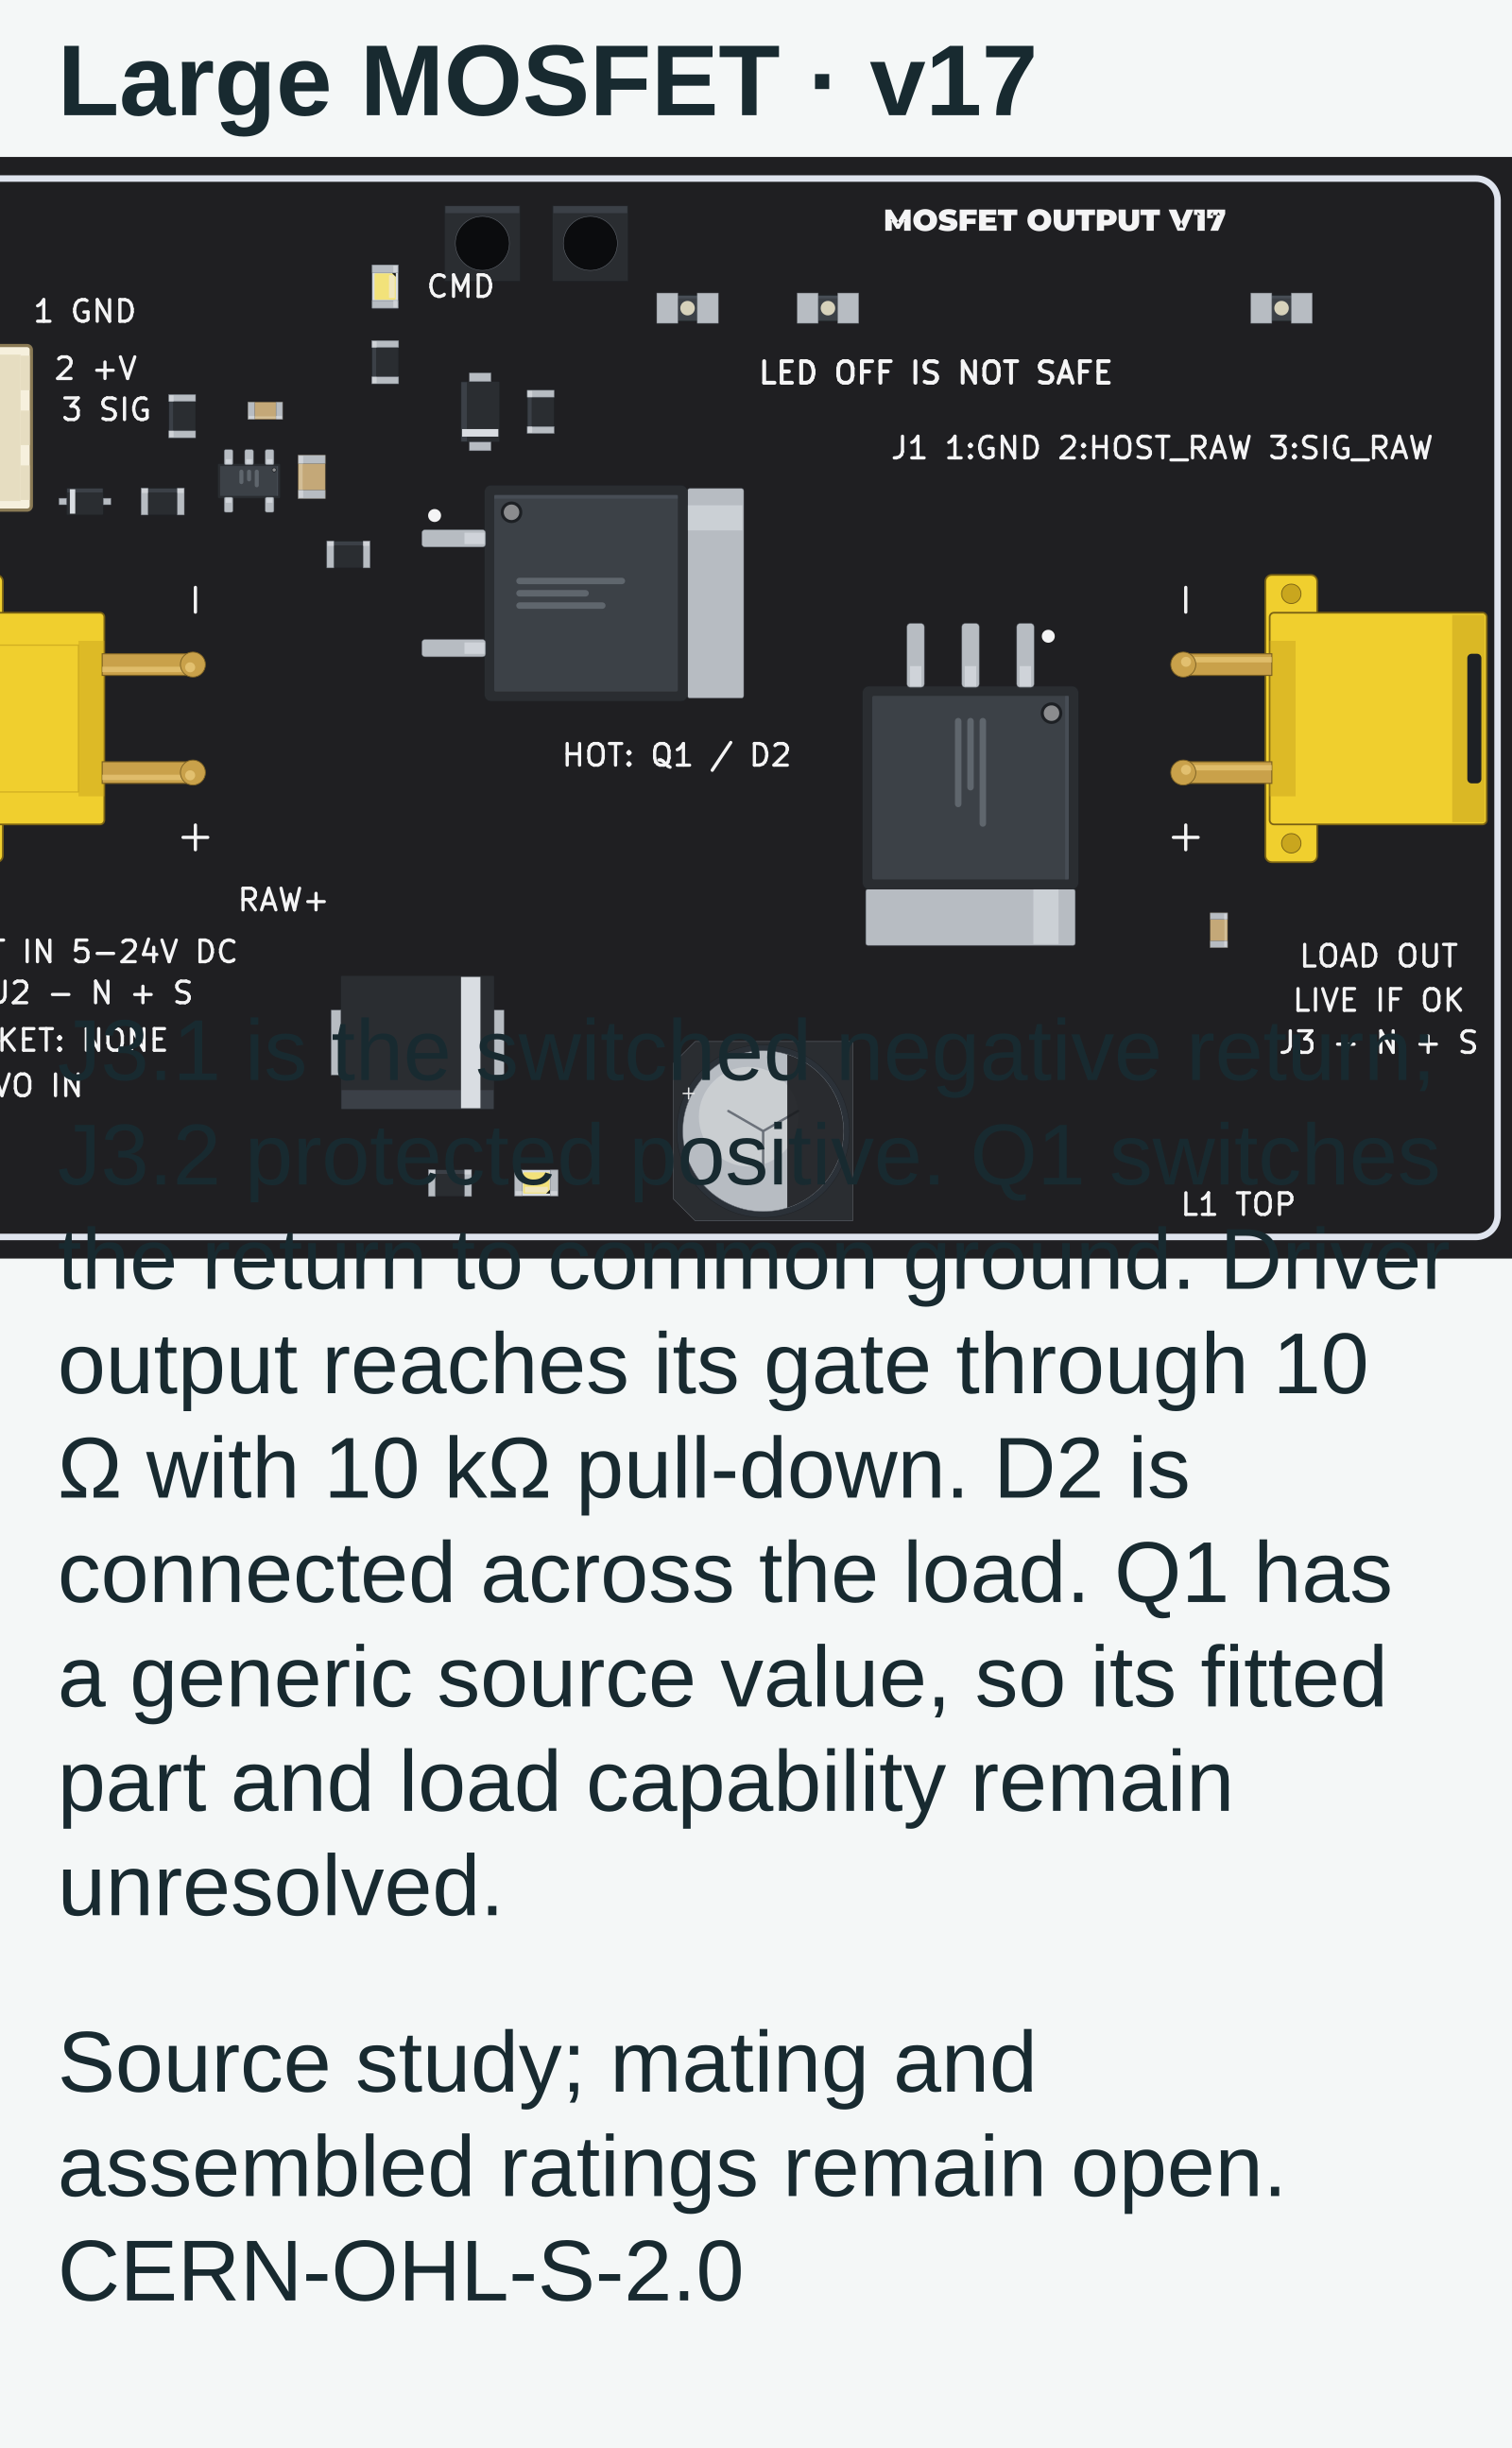 Large MOSFET · v17
MOSFET OUTPUT V17
CMD
1 GND
2 +V
3 SIG
LED OFF IS NOT SAFE
J1 1:GND 2:HOST_RAW 3:SIG_RAW
HOT: Q1 / D2
RAW+
IN 5–24V DC
J2 – N + S
NONE
IN
LOAD OUT
LIVE IF OK
J3 – N + S
L1 TOP
J3.1 is the switched negative return;
J3.2 protected positive. Q1 switches
the return to common ground. Driver
output reaches its gate through 10
Ω with 10 kΩ pull-down. D2 is
connected across the load. Q1 has
a generic source value, so its fitted
part and load capability remain
unresolved.
Source study; mating and
assembled ratings remain open.
CERN-OHL-S-2.0